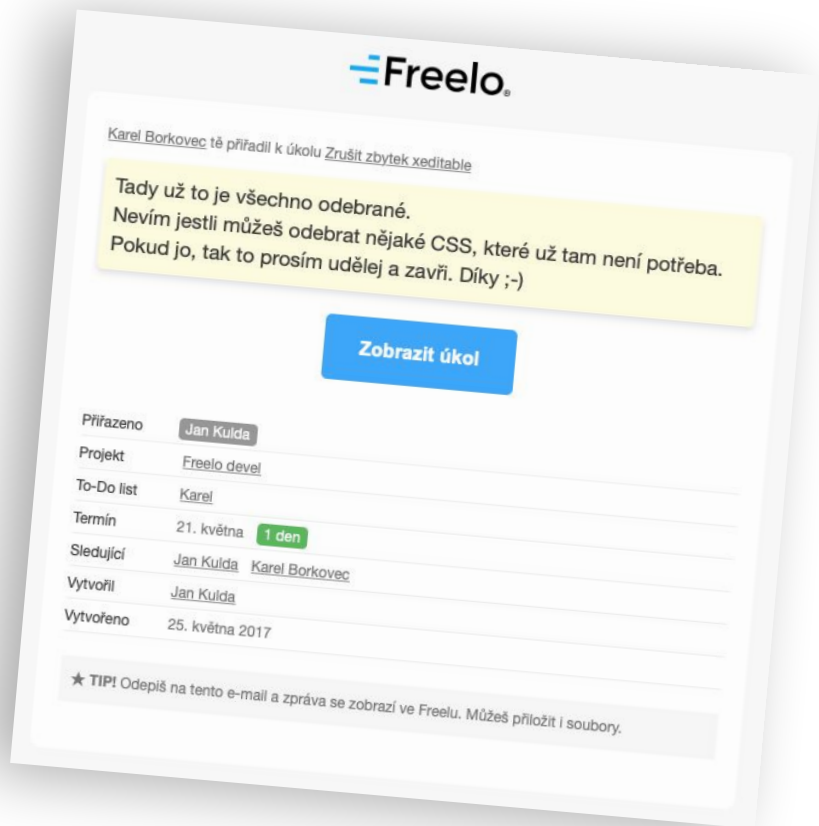 Freelo®
Karel Borkovec tě přiřadil k úkolu Zrušit zbytek xeditable
Tady už to je všechno odebrané.
Nevím jestli můžeš odebrat nějaké CSS, které už tam není potřeba.
Pokud jo, tak to prosím udělej a zavři. Díky ;-)
Zobrazit úkol
Přiřazeno Jan Kulda
Projekt Freelo devel
To-Do list Karel
Termín 21. května 1 den
Sledující Jan Kulda Karel Borkovec
Vytvořil Jan Kulda
Vytvořeno 25. května 2017
★ TIP! Odepiš na tento e-mail a zpráva se zobrazí ve Freelu. Můžeš přiložit i soubory.